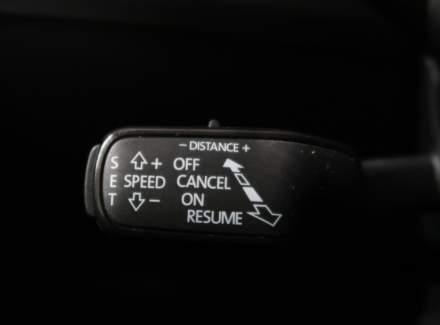 − DISTANCE +
S + OFF
E SPEED CANCEL
T − ON
RESUME